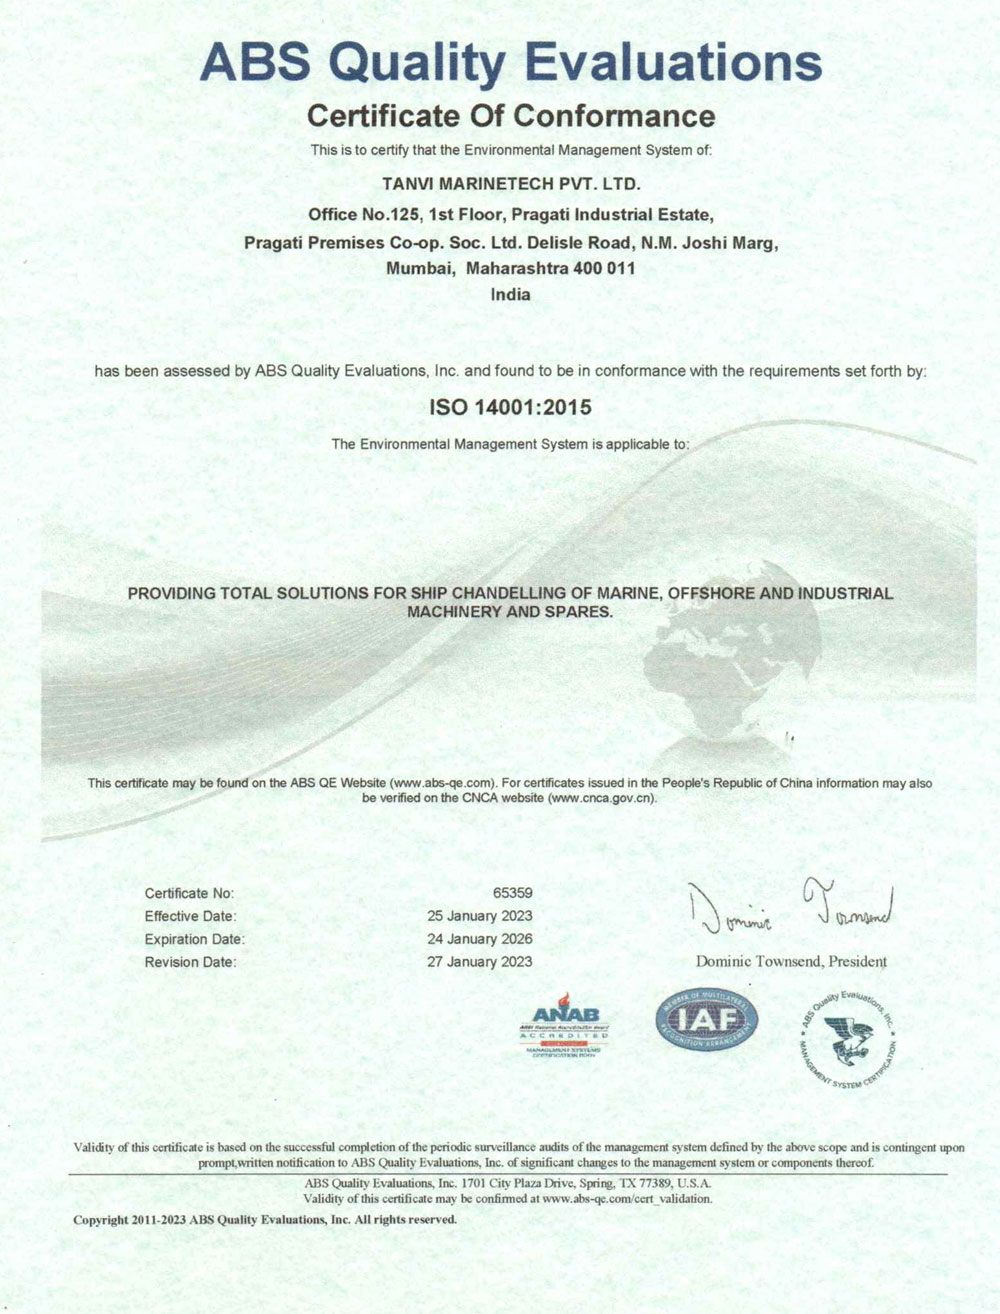 ABS Quality Evaluations
Certificate Of Conformance
This is to certify that the Environmental Management System of:
TANVI MARINETECH PVT. LTD.
Office No.125, 1st Floor, Pragati Industrial Estate,
Pragati Premises Co-op. Soc. Ltd. Delisle Road, N.M. Joshi Marg,
Mumbai, Maharashtra 400 011
India
has been assessed by ABS Quality Evaluations, Inc. and found to be in conformance with the requirements set forth by:
ISO 14001:2015
The Environmental Management System is applicable to:
PROVIDING TOTAL SOLUTIONS FOR SHIP CHANDELLING OF MARINE, OFFSHORE AND INDUSTRIAL
MACHINERY AND SPARES.
This certificate may be found on the ABS QE Website (www.abs-qe.com). For certificates issued in the People's Republic of China information may also
be verified on the CNCA website (www.cnca.gov.cn).
Certificate No: 65359
Effective Date: 25 January 2023
Expiration Date: 24 January 2026
Revision Date: 27 January 2023
Dominic Townsend
Dominic Townsend, President
ANAB
ACCREDITED
MANAGEMENT SYSTEMS
CERTIFICATION BODY
MEMBER OF MULTILATERAL
IAF
RECOGNITION ARRANGEMENT
ABS Quality Evaluations, Inc.
MANAGEMENT SYSTEM CERTIFICATION
Validity of this certificate is based on the successful completion of the periodic surveillance audits of the management system defined by the above scope and is contingent upon
prompt,written notification to ABS Quality Evaluations, Inc. of significant changes to the management system or components thereof.
ABS Quality Evaluations, Inc. 1701 City Plaza Drive, Spring, TX 77389, U.S.A.
Validity of this certificate may be confirmed at www.abs-qe.com/cert_validation.
Copyright 2011-2023 ABS Quality Evaluations, Inc. All rights reserved.